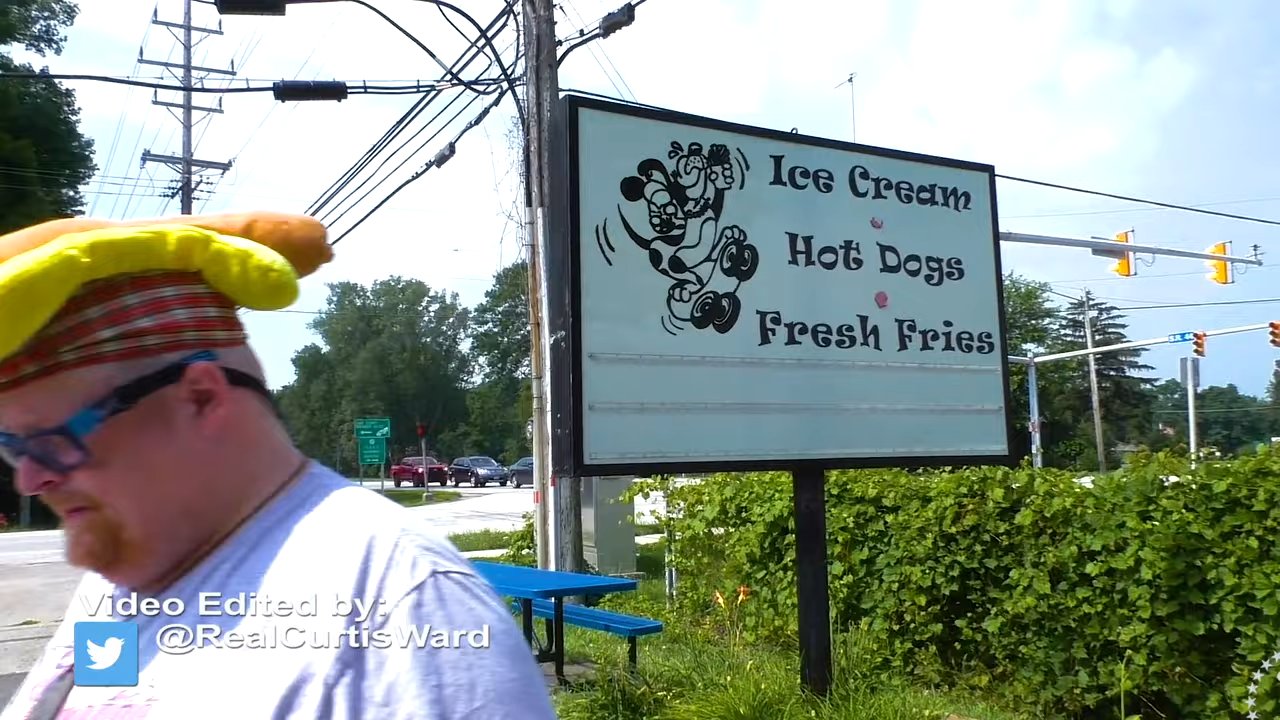 Ice Cream
Hot Dogs
Fresh Fries
Video Edited by:
@RealCurtisWard